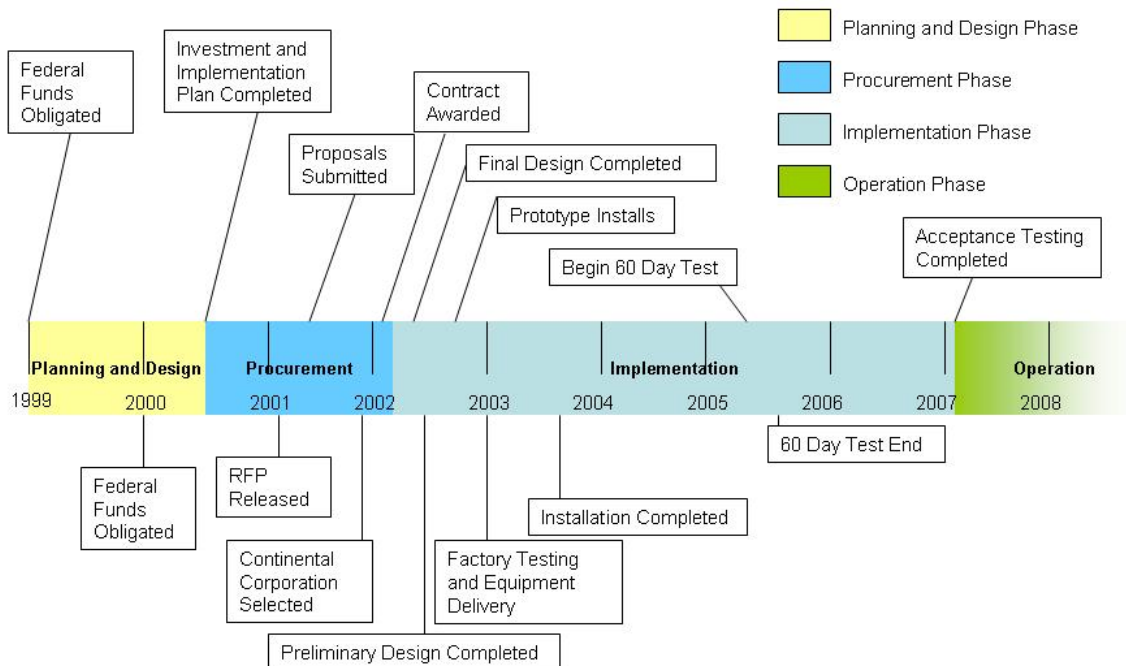 Planning and Design Phase
Procurement Phase
Implementation Phase
Operation Phase
Federal
Funds
Obligated
Investment and
Implementation
Plan Completed
Proposals
Submitted
Contract
Awarded
Final Design Completed
Prototype Installs
Begin 60 Day Test
Acceptance Testing
Completed
Planning and Design
Procurement
Implementation
Operation
1999
2000
2001
2002
2003
2004
2005
2006
2007
2008
Federal
Funds
Obligated
RFP
Released
Continental
Corporation
Selected
Preliminary Design Completed
Factory Testing
and Equipment
Delivery
Installation Completed
60 Day Test End